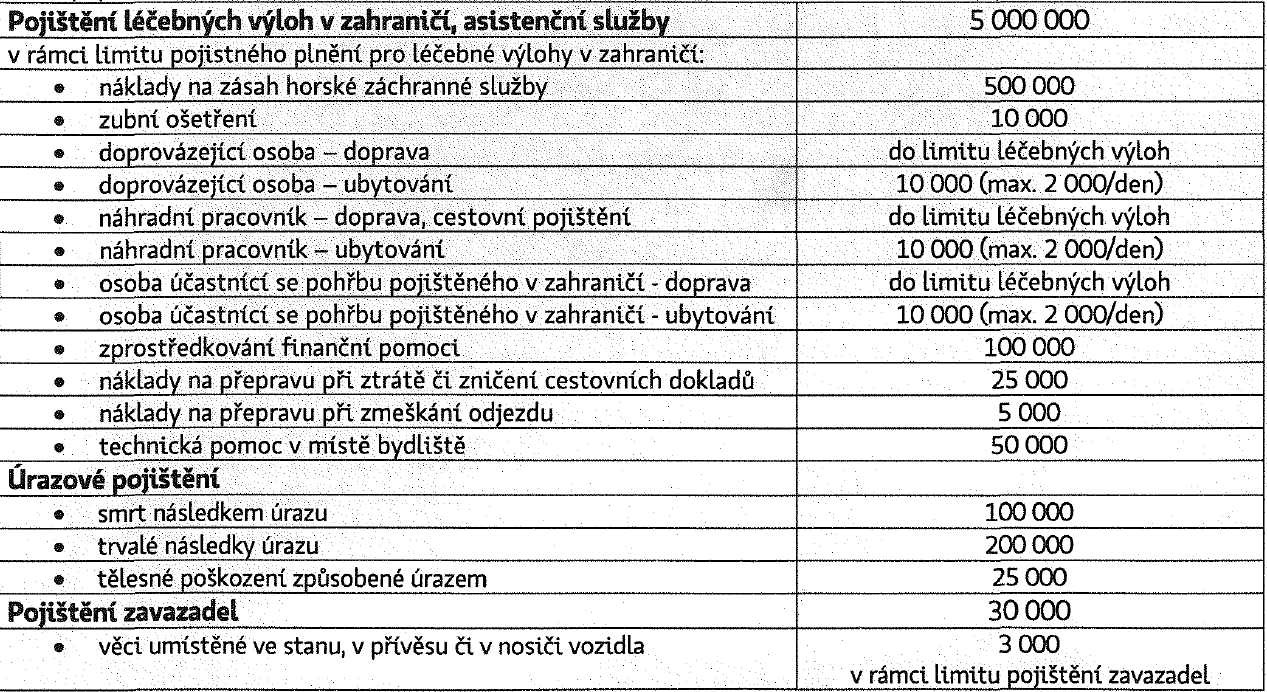 Pojištění léčebných výloh v zahraničí, asistenční služby 5 000 000
v rámci limitu pojistného plnění pro léčebné výlohy v zahraničí:
• náklady na zásah horské záchranné služby 500 000
• zubní ošetření 10 000
• doprovázející osoba – doprava do limitu léčebných výloh
• doprovázející osoba – ubytování 10 000 (max. 2 000/den)
• náhradní pracovník – doprava, cestovní pojištění do limitu léčebných výloh
• náhradní pracovník – ubytování 10 000 (max. 2 000/den)
• osoba účastnící se pohřbu pojištěného v zahraničí - doprava do limitu léčebných výloh
• osoba účastnící se pohřbu pojištěného v zahraničí - ubytování 10 000 (max. 2 000/den)
• zprostředkování finanční pomoci 100 000
• náklady na přepravu při ztrátě či zničení cestovních dokladů 25 000
• náklady na přepravu při zmeškání odjezdu 5 000
• technická pomoc v místě bydliště 50 000
Úrazové pojištění
• smrt následkem úrazu 100 000
• trvalé následky úrazu 200 000
• tělesné poškození způsobené úrazem 25 000
Pojištění zavazadel 30 000
• věci umístěné ve stanu, v přívěsu či v nosiči vozidla 3 000
v rámci limitu pojištění zavazadel